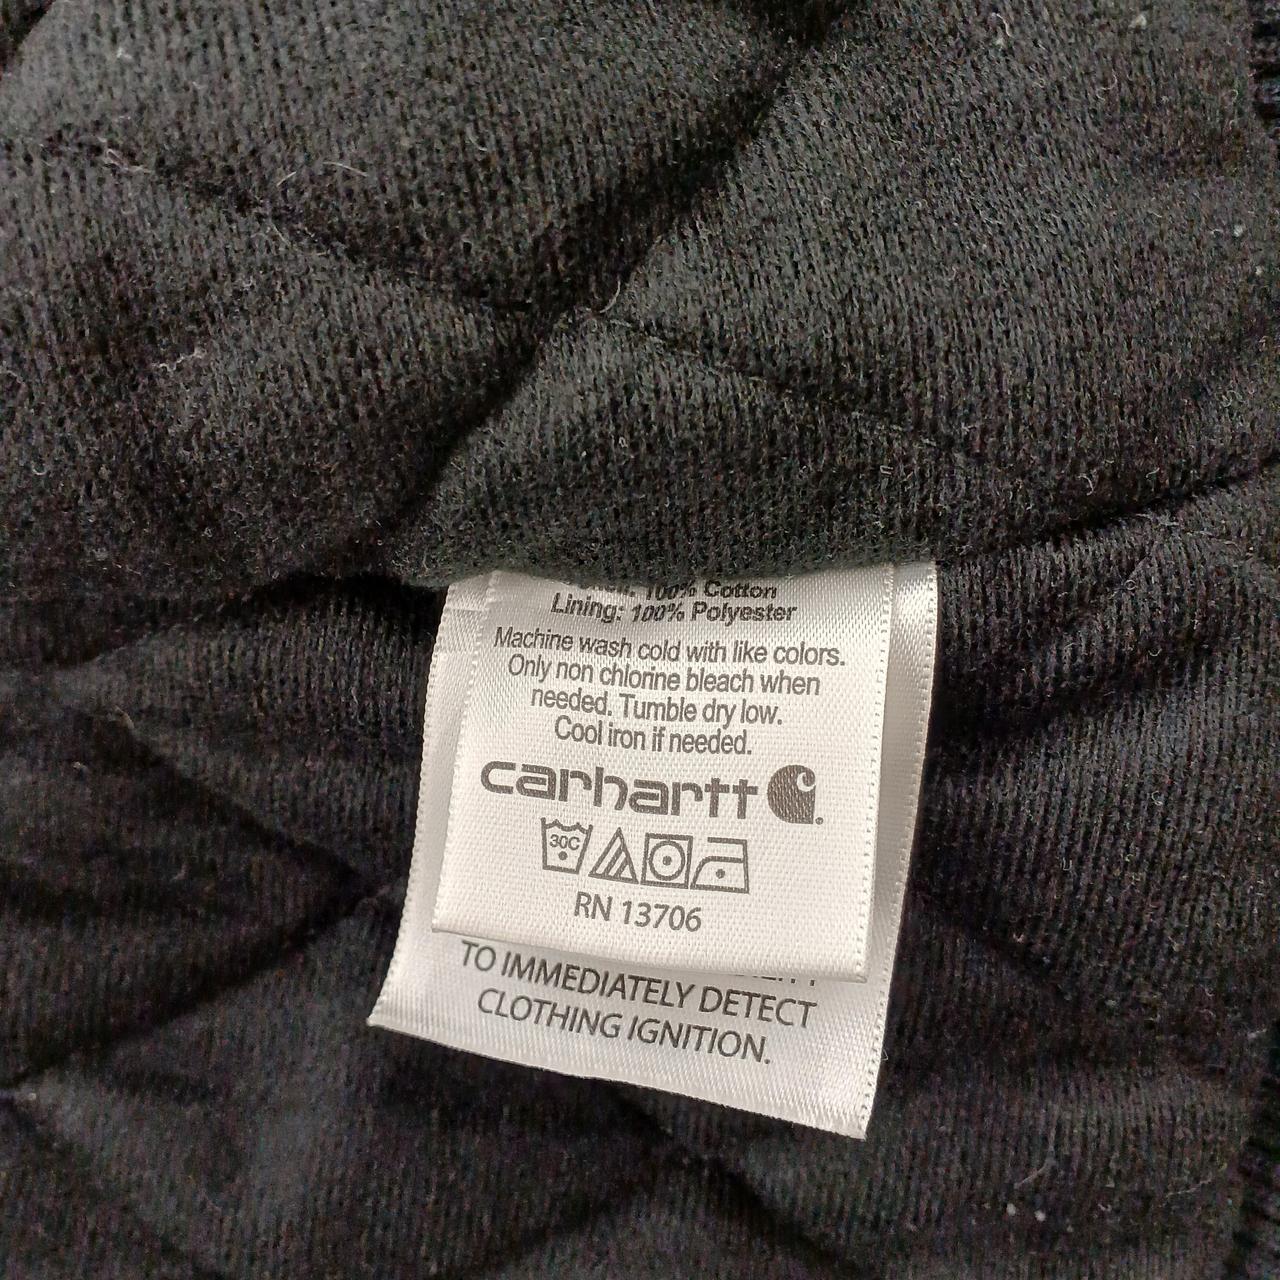 100% Cotton
Lining: 100% Polyester
Machine wash cold with like colors.
Only non chlorine bleach when
needed. Tumble dry low.
Cool iron if needed.
carhartt
30C
RN 13706
TO IMMEDIATELY DETECT
CLOTHING IGNITION.